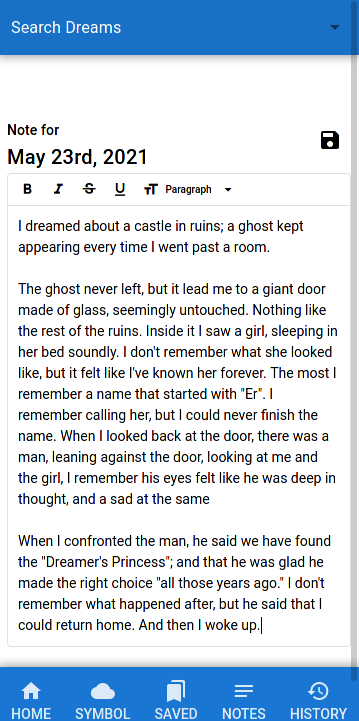 Search Dreams
Note for
May 23rd, 2021
B I S U TT Paragraph
I dreamed about a castle in ruins; a ghost kept
appearing every time I went past a room.
The ghost never left, but it lead me to a giant door
made of glass, seemingly untouched. Nothing like
the rest of the ruins. Inside it I saw a girl, sleeping in
her bed soundly. I don't remember what she looked
like, but it felt like I've known her forever. The most I
remember a name that started with "Er". I
remember calling her, but I could never finish the
name. When I looked back at the door, there was a
man, leaning against the door, looking at me and
the girl, I remember his eyes felt like he was deep in
thought, and a sad at the same
When I confronted the man, he said we have found
the "Dreamer's Princess"; and that he was glad he
made the right choice "all those years ago." I don't
remember what happened after, but he said that I
could return home. And then I woke up.
HOME SYMBOL SAVED NOTES HISTORY